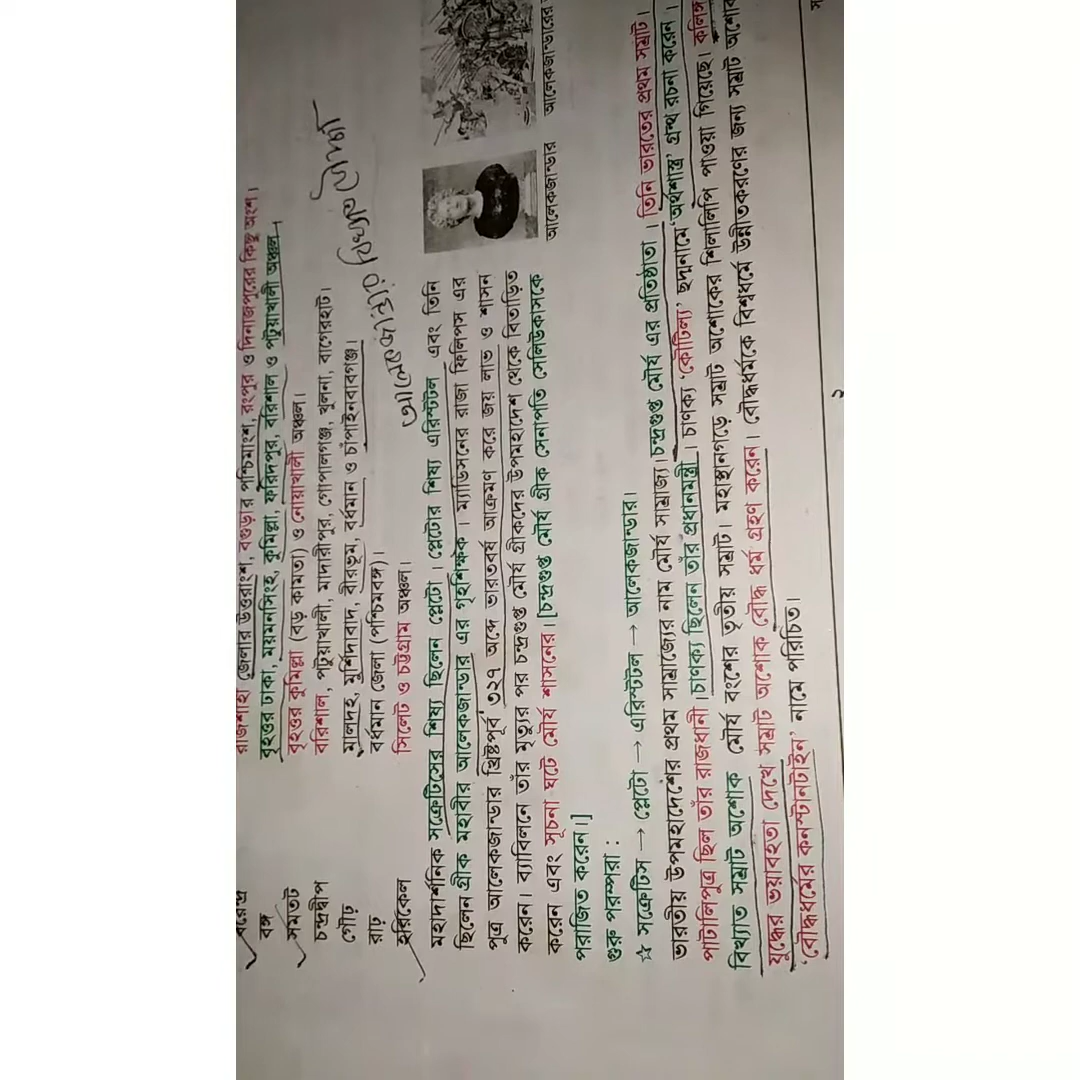 বরেন্দ্র রাজশাহী জেলার উত্তরাংশ, বগুড়ার পশ্চিমাংশ, রংপুর ও দিনাজপুরের কিছু অংশ।
বঙ্গ বৃহত্তর ঢাকা, ময়মনসিংহ, কুমিল্লা, ফরিদপুর, বরিশাল ও পটুয়াখালী অঞ্চল।
সমতট বৃহত্তর কুমিল্লা (বড় কামতা) ও নোয়াখালী অঞ্চল।
চন্দ্রদ্বীপ বরিশাল, পটুয়াখালী, মাদারীপুর, গোপালগঞ্জ, খুলনা, বাগেরহাট।
গৌঢ় মালদহ, মুর্শিদাবাদ, বীরভূম, বর্ধমান ও চাঁপাইনবাবগঞ্জ।
রাঢ় বর্ধমান জেলা (পশ্চিমবঙ্গ)।
হরিকেল সিলেট ও চট্টগ্রাম অঞ্চল।
আলেকজান্ডার বিখ্যাত যোদ্ধা
মহাদার্শনিক সক্রেটিসের শিষ্য ছিলেন প্লেটো। প্লেটোর শিষ্য এরিস্টটল এবং তিনি
ছিলেন গ্রীক মহাবীর আলেকজান্ডার এর গৃহশিক্ষক। ম্যাডিসনের রাজা ফিলিপস এর
পুত্র আলেকজান্ডার খ্রিষ্টপূর্ব ৩২৭ অব্দে ভারতবর্ষ আক্রমণ করে জয় লাভ ও শাসন
করেন। ব্যাবিলনে তাঁর মৃত্যুর পর চন্দ্রগুপ্ত মৌর্য গ্রীকদের উপমহাদেশ থেকে বিতাড়িত
করেন এবং সূচনা ঘটে মৌর্য শাসনের। [চন্দ্রগুপ্ত মৌর্য গ্রীক সেনাপতি সেলিউকাসকে
পরাজিত করেন।]
আলেকজান্ডার আলেকজান্ডারের
গুরু পরম্পরা :
☆ সক্রেটিস → প্লেটো → এরিস্টটল → আলেকজান্ডার।
ভারতীয় উপমহাদেশের প্রথম সাম্রাজ্যের নাম মৌর্য সাম্রাজ্য। চন্দ্রগুপ্ত মৌর্য এর প্রতিষ্ঠাতা। তিনি ভারতের প্রথম সম্রাট।
পাটালিপুত্র ছিল তাঁর রাজধানী। চাণক্য ছিলেন তাঁর প্রধানমন্ত্রী। চাণক্য ‘কৌটিল্য’ ছদ্মনামে ‘অর্থশাস্ত্র’ গ্রন্থ রচনা করেন।
বিখ্যাত সম্রাট অশোক মৌর্য বংশের তৃতীয় সম্রাট। মহাস্থানগড়ে সম্রাট অশোকের শিলালিপি পাওয়া গিয়েছে। কলিঙ্গ
যুদ্ধের ভয়াবহতা দেখে সম্রাট অশোক বৌদ্ধ ধর্ম গ্রহণ করেন। বৌদ্ধধর্মকে বিশ্বধর্মে উন্নীতকরণের জন্য সম্রাট অশোক
‘বৌদ্ধধর্মের কনস্টানটাইন’ নামে পরিচিত।